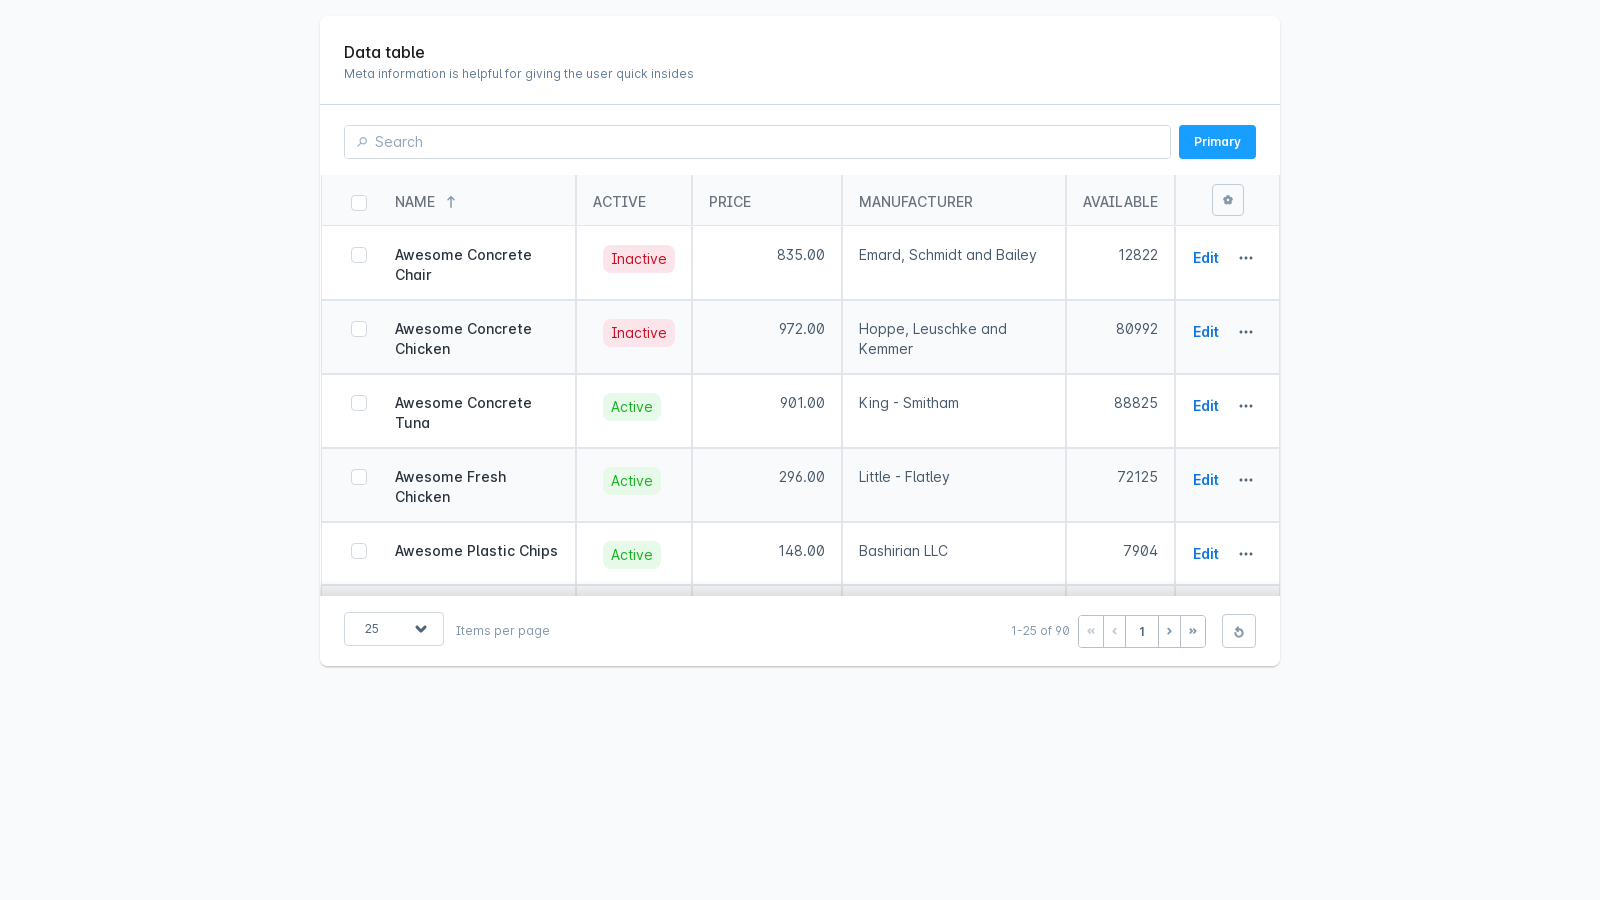 Data table
Meta information is helpful for giving the user quick insides
Search
Primary
NAME ACTIVE PRICE MANUFACTURER AVAILABLE
Awesome Concrete Chair Inactive 835.00 Emard, Schmidt and Bailey 12822 Edit
Awesome Concrete Chicken Inactive 972.00 Hoppe, Leuschke and Kemmer 80992 Edit
Awesome Concrete Tuna Active 901.00 King - Smitham 88825 Edit
Awesome Fresh Chicken Active 296.00 Little - Flatley 72125 Edit
Awesome Plastic Chips Active 148.00 Bashirian LLC 7904 Edit
25 Items per page 1-25 of 90 « ‹ 1 › »